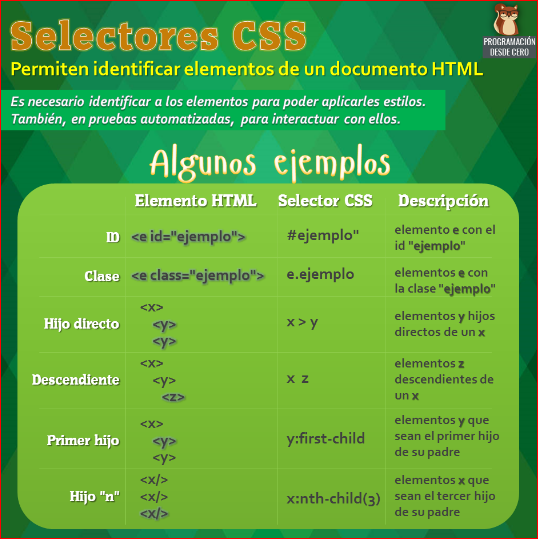 Selectores CSS
PROGRAMACIÓN
DESDE CERO
Permiten identificar elementos de un documento HTML
Es necesario identificar a los elementos para poder aplicarles estilos.
También, en pruebas automatizadas, para interactuar con ellos.
Algunos ejemplos
Elemento HTML Selector CSS Descripción
ID <e id="ejemplo"> #ejemplo" elemento e con el
id "ejemplo"
Clase <e class="ejemplo"> e.ejemplo elementos e con
la clase "ejemplo"
Hijo directo <x>
<y>
<y>
x > y
elementos y hijos
directos de un x
Descendiente <x>
<y>
<z>
x z
elementos z
descendientes de
un x
Primer hijo <x>
<y>
<y>
y:first-child
elementos y que
sean el primer hijo
de su padre
Hijo "n" <x/>
<x/>
<x/>
x:nth-child(3)
elementos x que
sean el tercer hijo
de su padre